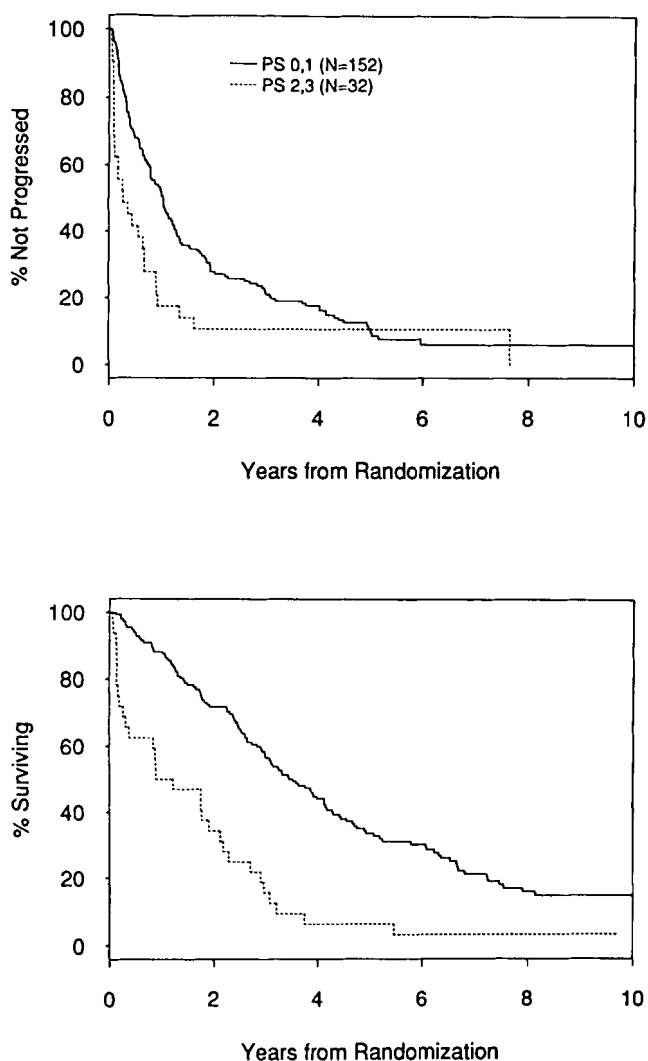 100
80
60
40
20
0
% Not Progressed
PS 0,1 (N=152)
PS 2,3 (N=32)
0 2 4 6 8 10
Years from Randomization
100
80
60
40
20
0
% Surviving
0 2 4 6 8 10
Years from Randomization